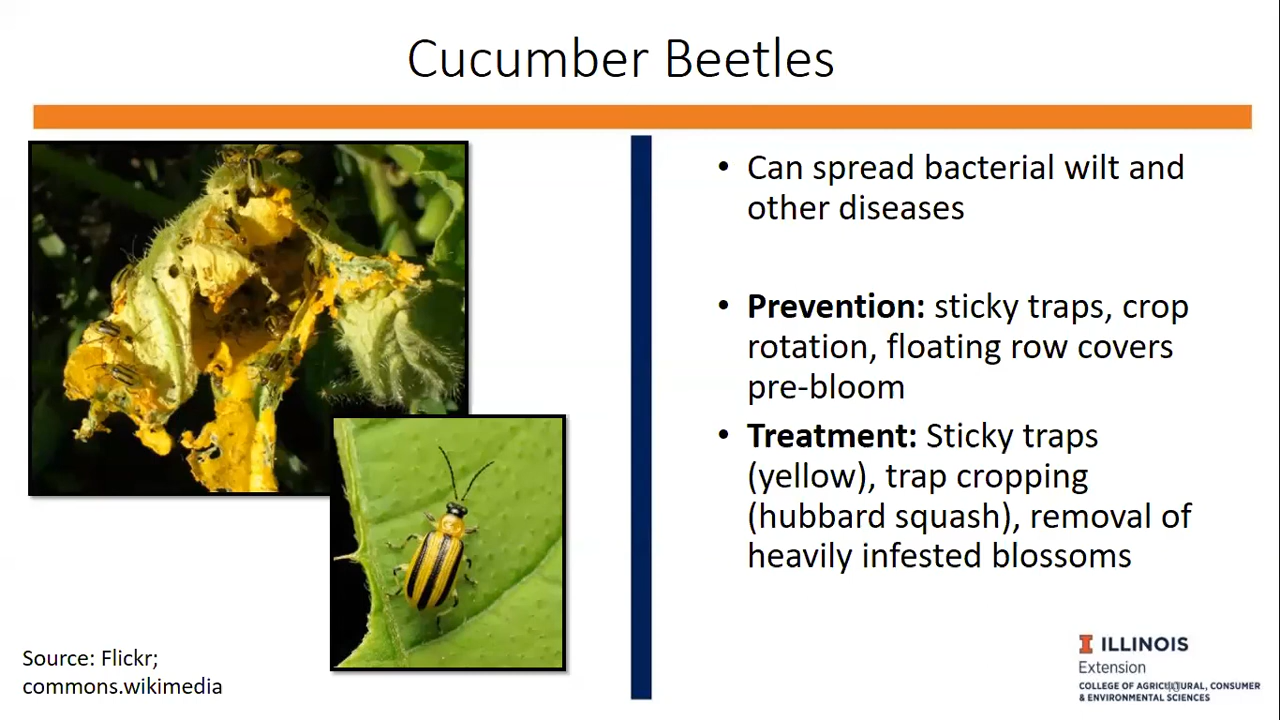 Cucumber Beetles
• Can spread bacterial wilt and
other diseases
• Prevention: sticky traps, crop
rotation, floating row covers
pre-bloom
• Treatment: Sticky traps
(yellow), trap cropping
(hubbard squash), removal of
heavily infested blossoms
Source: Flickr;
commons.wikimedia
I ILLINOIS
Extension
COLLEGE OF AGRICULTURAL, CONSUMER
& ENVIRONMENTAL SCIENCES